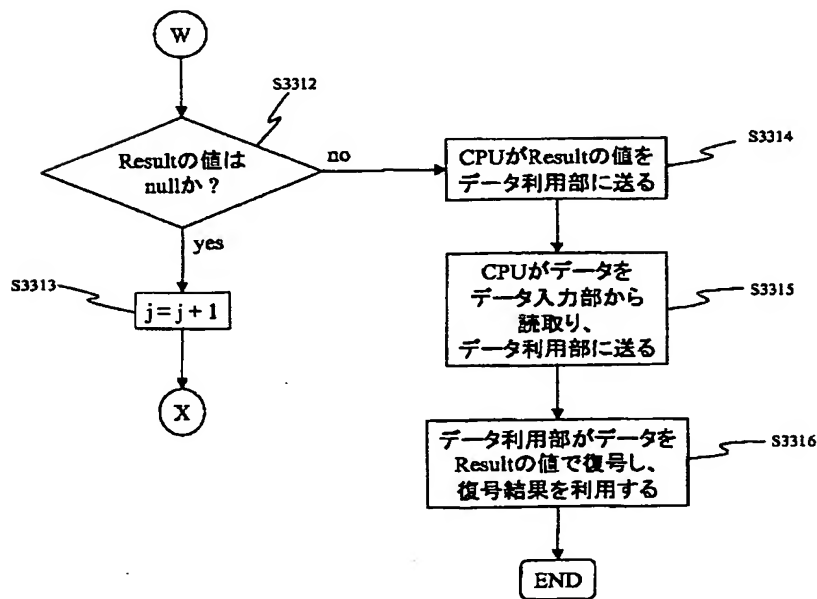 W
S3312
Resultの値は
nullか？
no
yes
S3313
j = j + 1
X
CPUがResultの値を
データ利用部に送る
S3314
CPUがデータを
データ入力部から
読取り、
データ利用部に送る
S3315
データ利用部がデータを
Resultの値で復号し、
復号結果を利用する
S3316
END